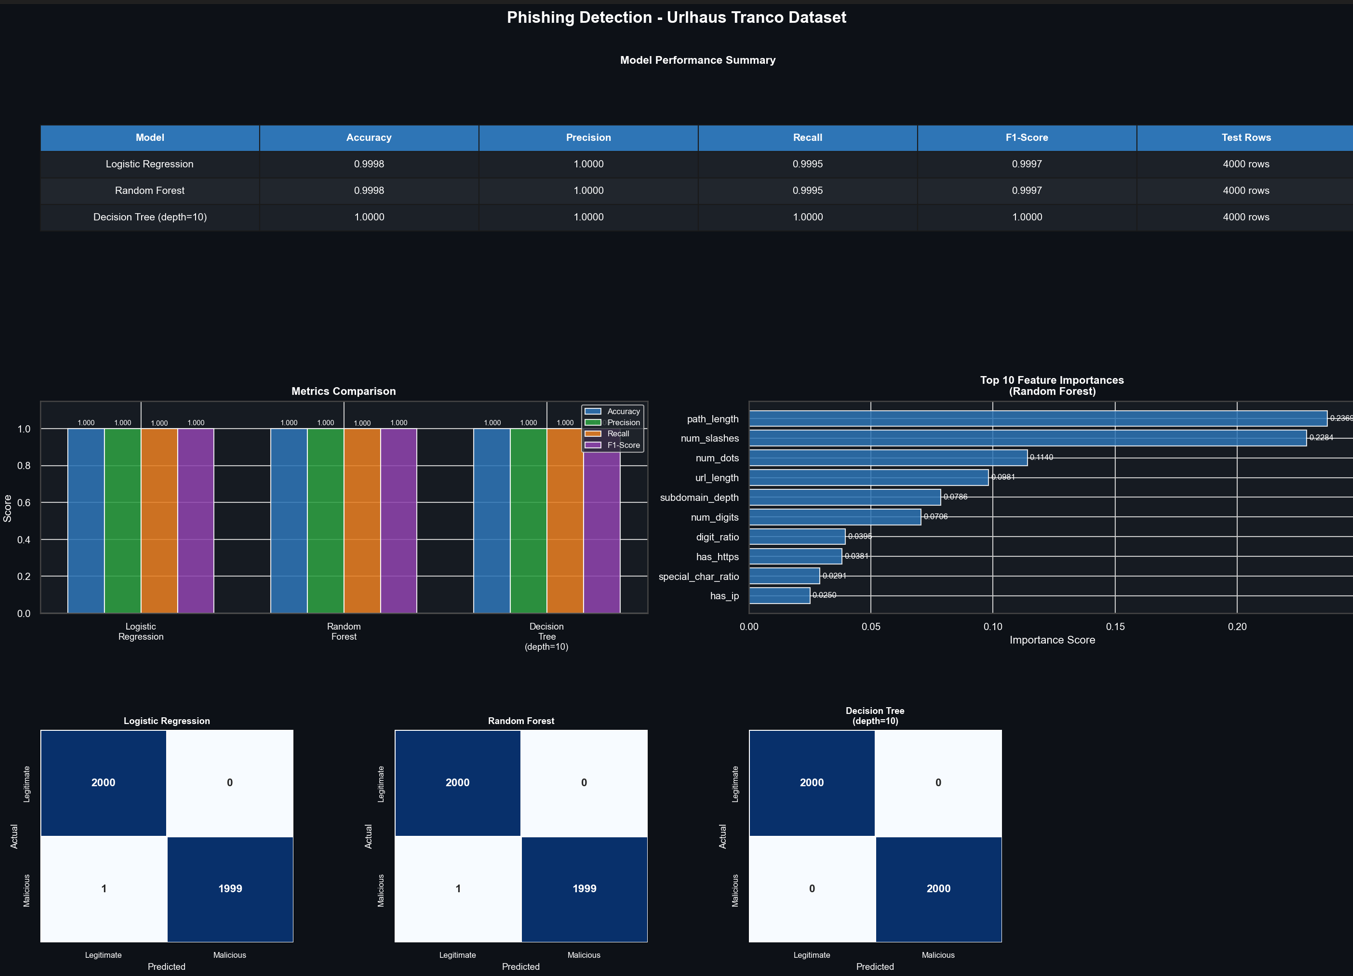 Phishing Detection - Urlhaus Tranco Dataset
Model Performance Summary
Model Accuracy Precision Recall F1-Score Test Rows
Logistic Regression 0.9998 1.0000 0.9995 0.9997 4000 rows
Random Forest 0.9998 1.0000 0.9995 0.9997 4000 rows
Decision Tree (depth=10) 1.0000 1.0000 1.0000 1.0000 4000 rows
Metrics Comparison
Accuracy
Precision
Recall
F1-Score
1.000 1.000 1.000 1.000 1.000 1.000 1.000 1.000 1.000 1.000 1.000
Score
1.0
0.8
0.6
0.4
0.2
0.0
Logistic
Regression
Random
Forest
Decision
Tree
(depth=10)
Top 10 Feature Importances
(Random Forest)
path_length 0.2369
num_slashes 0.2284
num_dots 0.1140
url_length 0.0981
subdomain_depth 0.0786
num_digits 0.0706
digit_ratio 0.0396
has_https 0.0381
special_char_ratio 0.0291
has_ip 0.0250
0.00 0.05 0.10 0.15 0.20
Importance Score
Logistic Regression
Actual
Legitimate
Malicious
2000 0
1 1999
Legitimate Malicious
Predicted
Random Forest
Actual
Legitimate
Malicious
2000 0
1 1999
Legitimate Malicious
Predicted
Decision Tree
(depth=10)
Actual
Legitimate
Malicious
2000 0
0 2000
Legitimate Malicious
Predicted